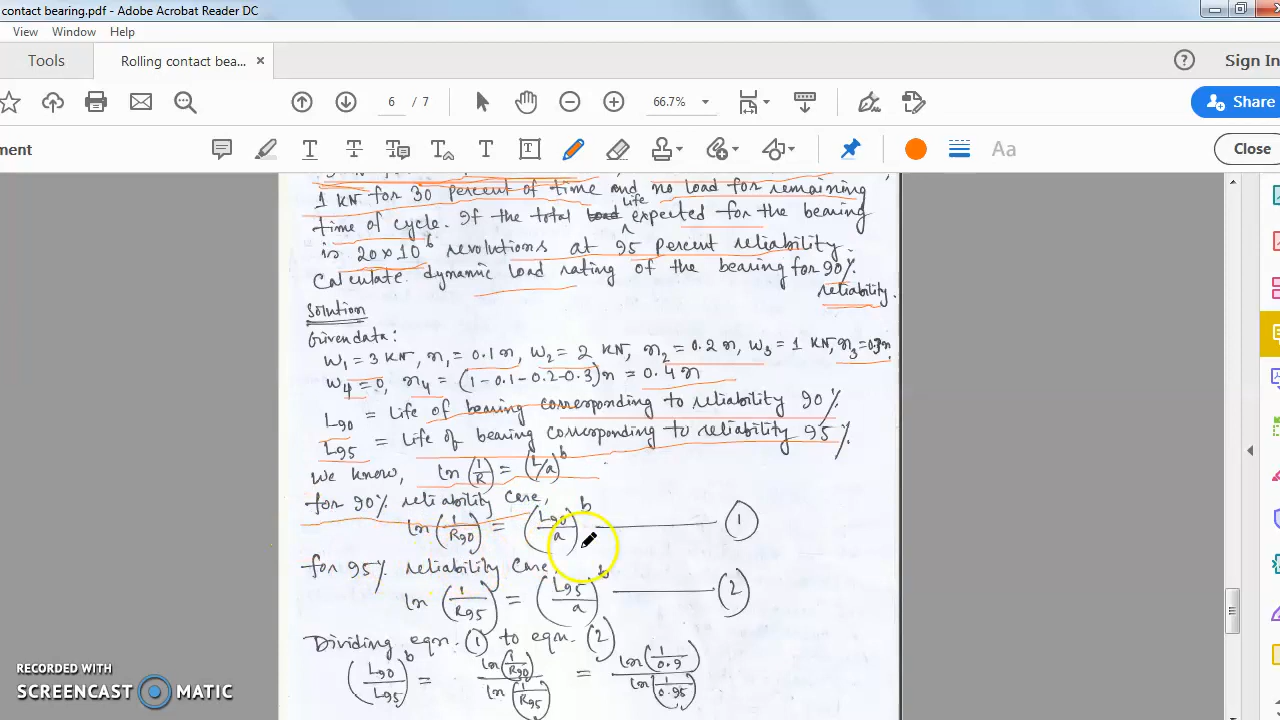 contact bearing.pdf - Adobe Acrobat Reader DC
View Window Help
Tools Rolling contact bea... × Sign In
6 / 7 66.7% Share
ment Aa Close
1 KN for 30 percent of time and no load for remaining
time of cycle. If the total load life expected for the bearing
is 20×10^6 revolutions at 95 percent reliability.
Calculate dynamic load rating of the bearing for 90%
reliability.
Solution
Given data:
W1 = 3 KN, n1 = 0.1 n, W2 = 2 KN, n2 = 0.2 n, W3 = 1 KN, n3 = 0.3n
W4 = 0, n4 = (1-0.1-0.2-0.3)n = 0.4 n
L90 = Life of bearing corresponding to reliability 90%
L95 = Life of bearing corresponding to reliability 95%
We know, ln (1/R) = (L/a)^b
for 90% reliability case,
ln (1/R90) = (L90/a)^b ——— 1
for 95% reliability case,
ln (1/R95) = (L95/a)^b ——— 2
Dividing eqn. 1 to eqn. 2
(L90/L95)^b = ln(1/R90) / ln(1/R95) = ln(1/0.9) / ln(1/0.95)
RECORDED WITH
SCREENCAST MATIC